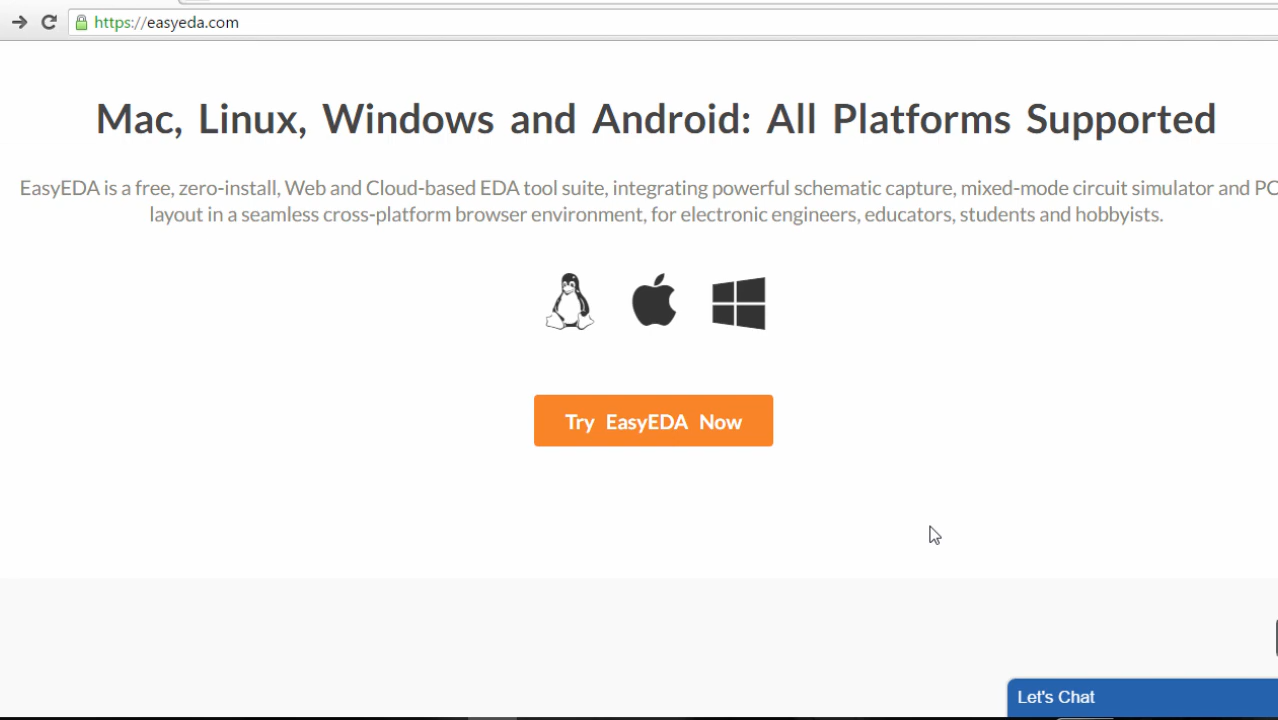 https://easyeda.com
Mac, Linux, Windows and Android: All Platforms Supported
EasyEDA is a free, zero-install, Web and Cloud-based EDA tool suite, integrating powerful schematic capture, mixed-mode circuit simulator and PC
layout in a seamless cross-platform browser environment, for electronic engineers, educators, students and hobbyists.
Try EasyEDA Now
Let's Chat